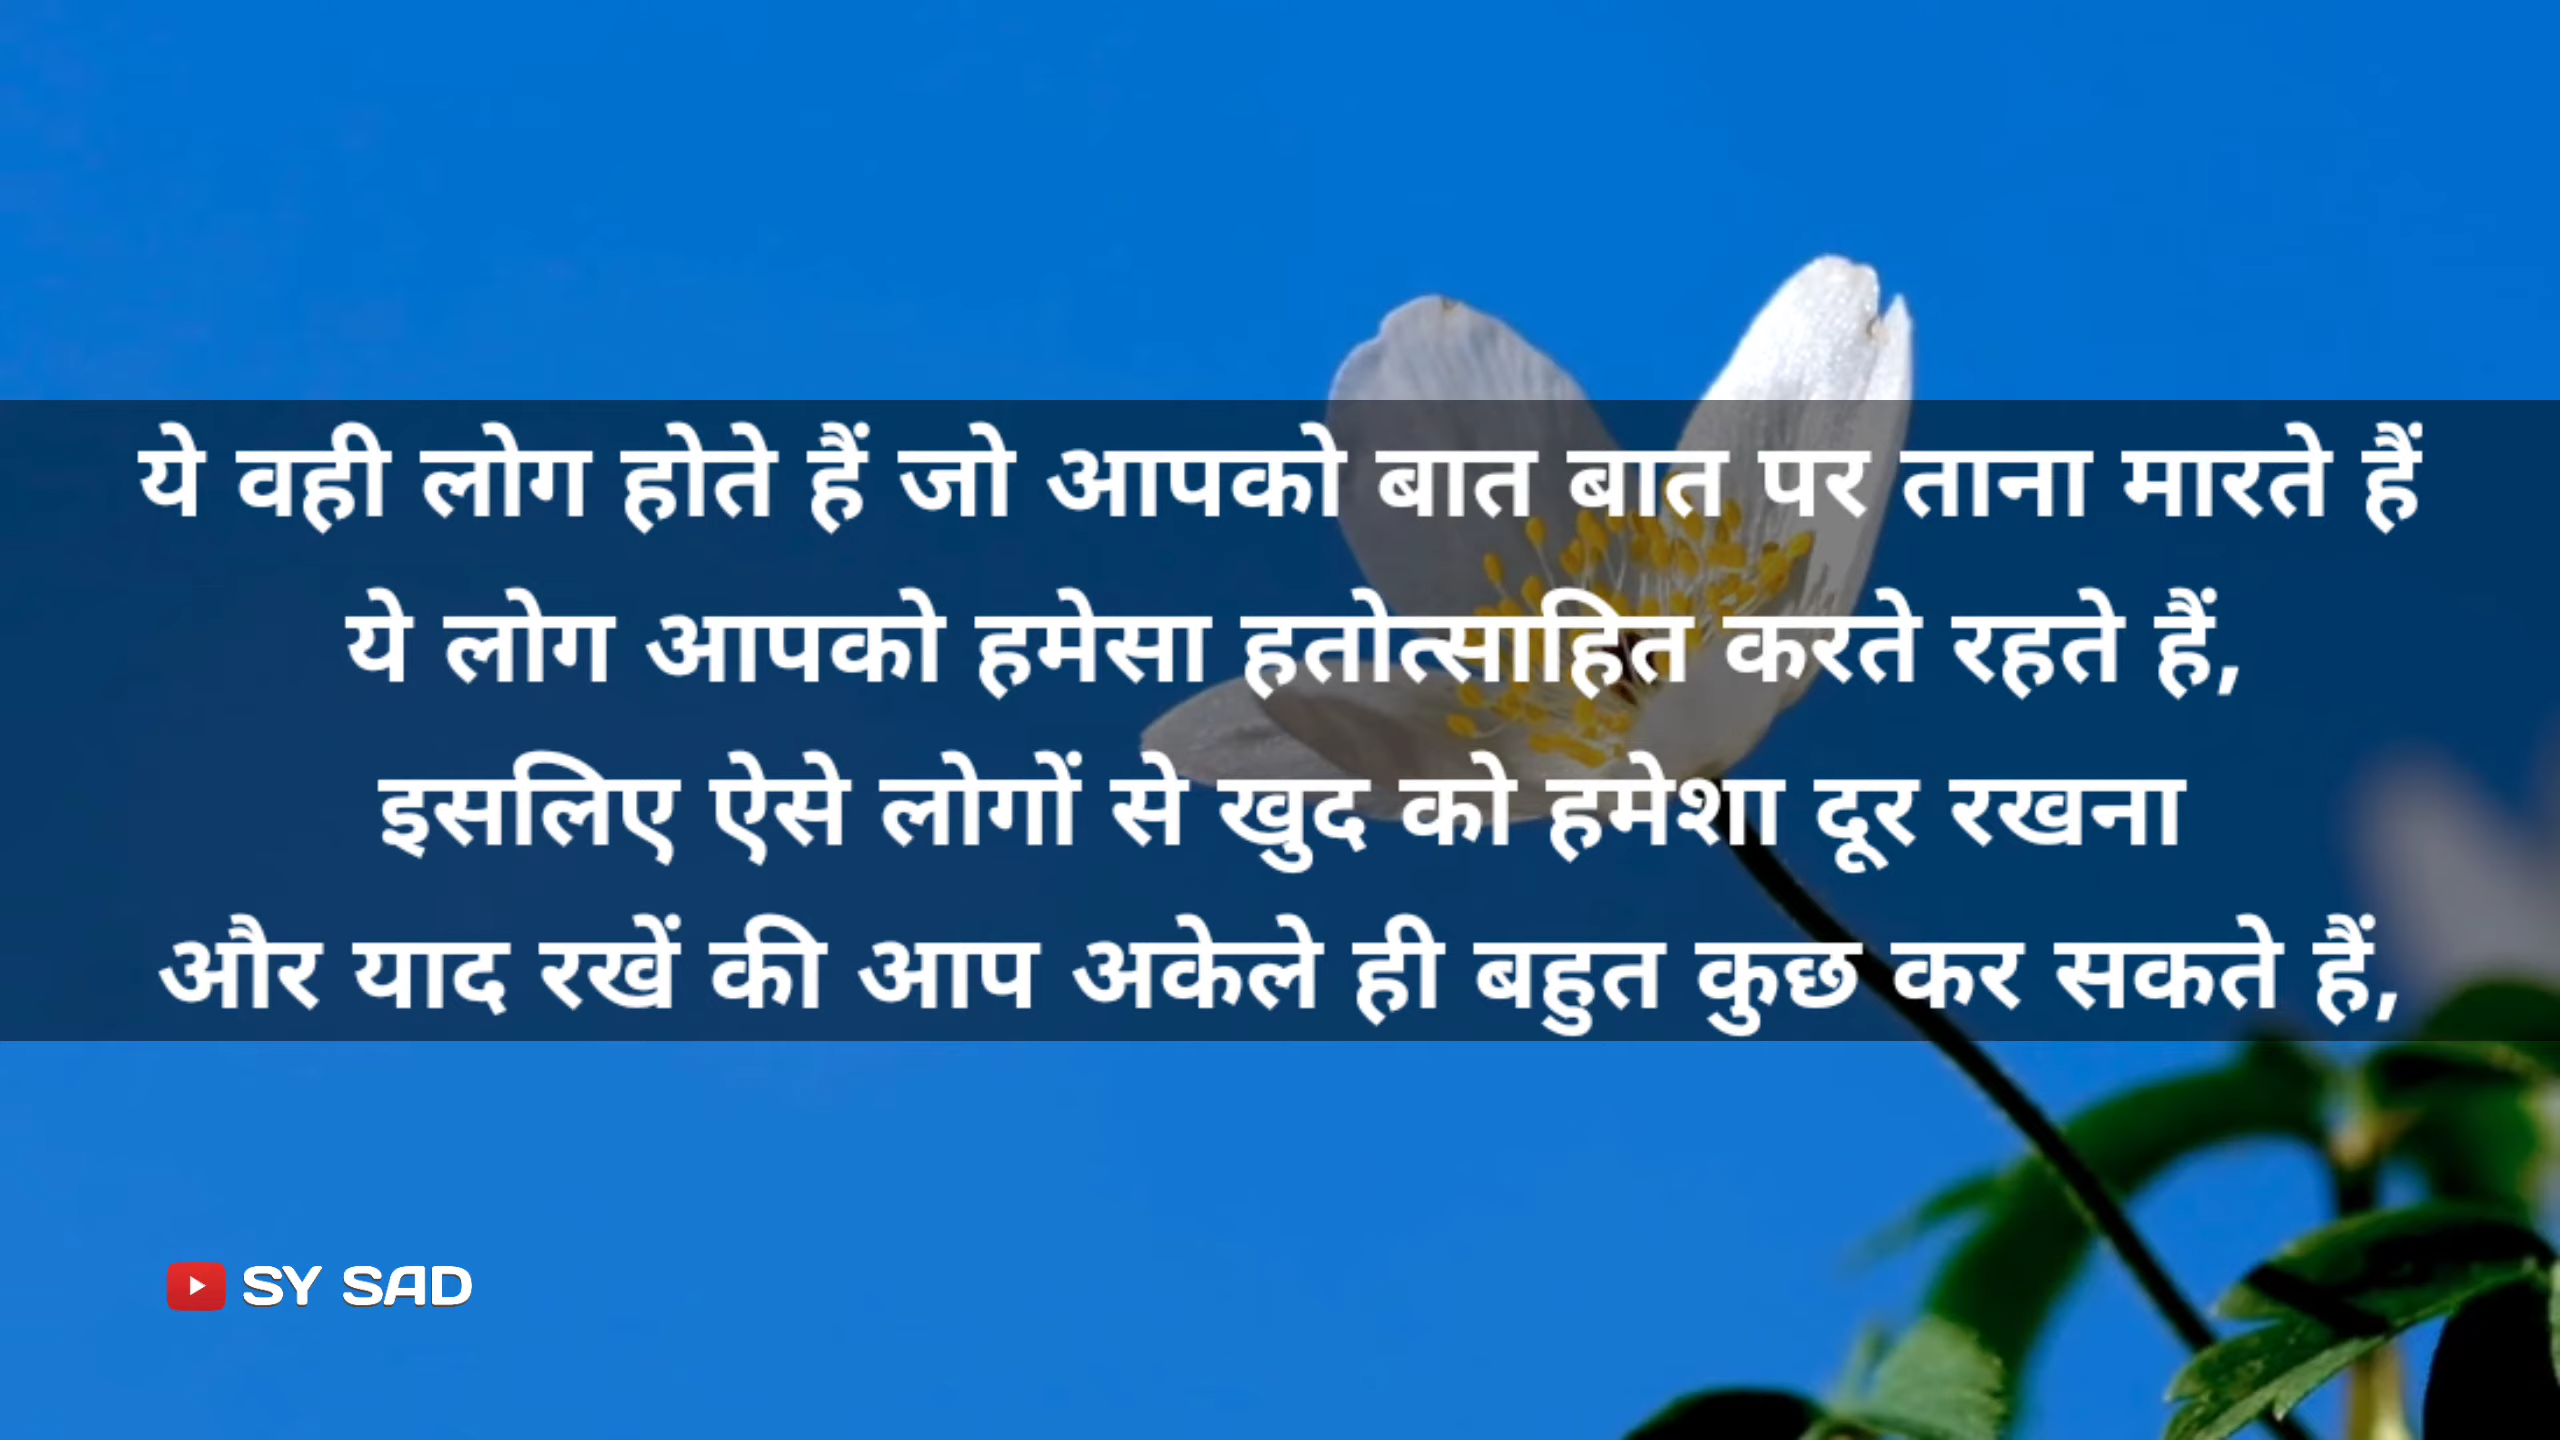 ये वही लोग होते हैं जो आपको बात बात पर ताना मारते हैं
ये लोग आपको हमेसा हतोत्साहित करते रहते हैं,
इसलिए ऐसे लोगों से खुद को हमेशा दूर रखना
और याद रखें की आप अकेले ही बहुत कुछ कर सकते हैं,
SY SAD